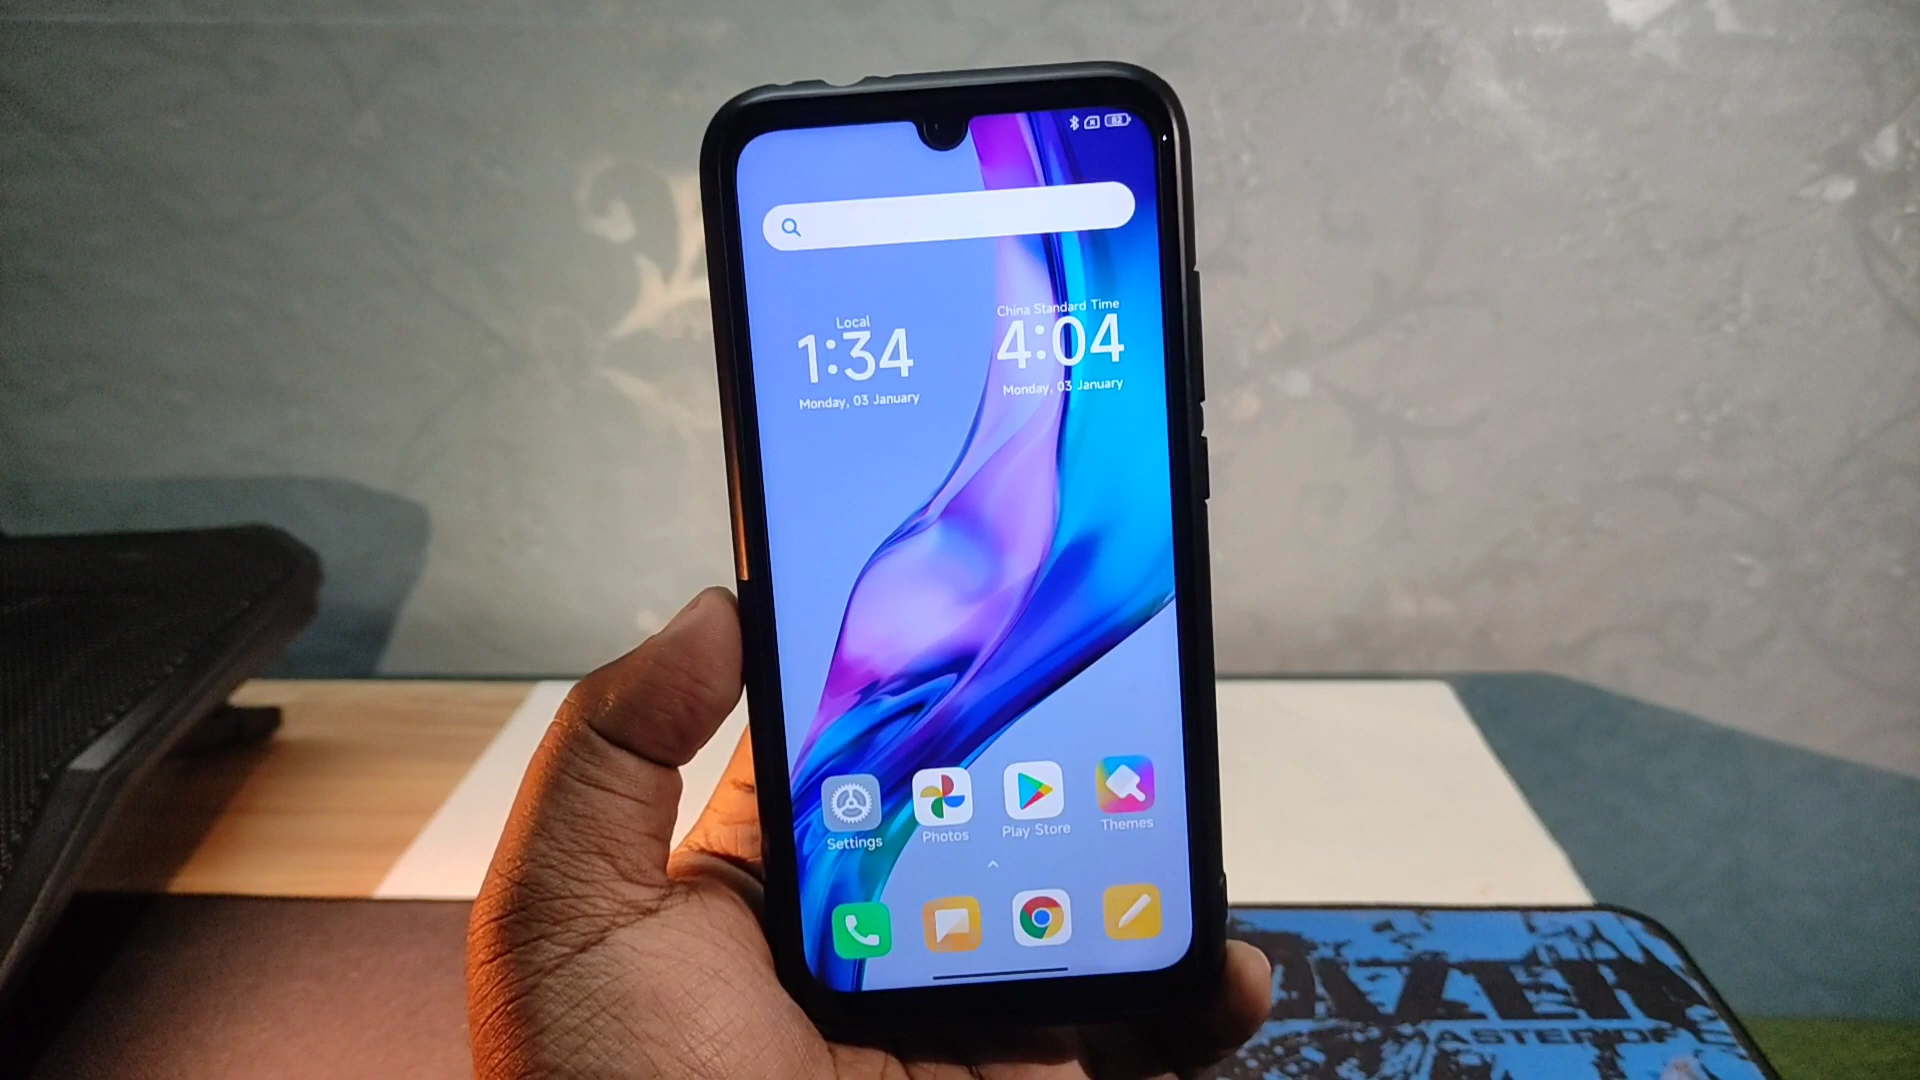 82
Local
1:34
Monday, 03 January
China Standard Time
4:04
Monday, 03 January
Settings
Photos
Play Store
Themes